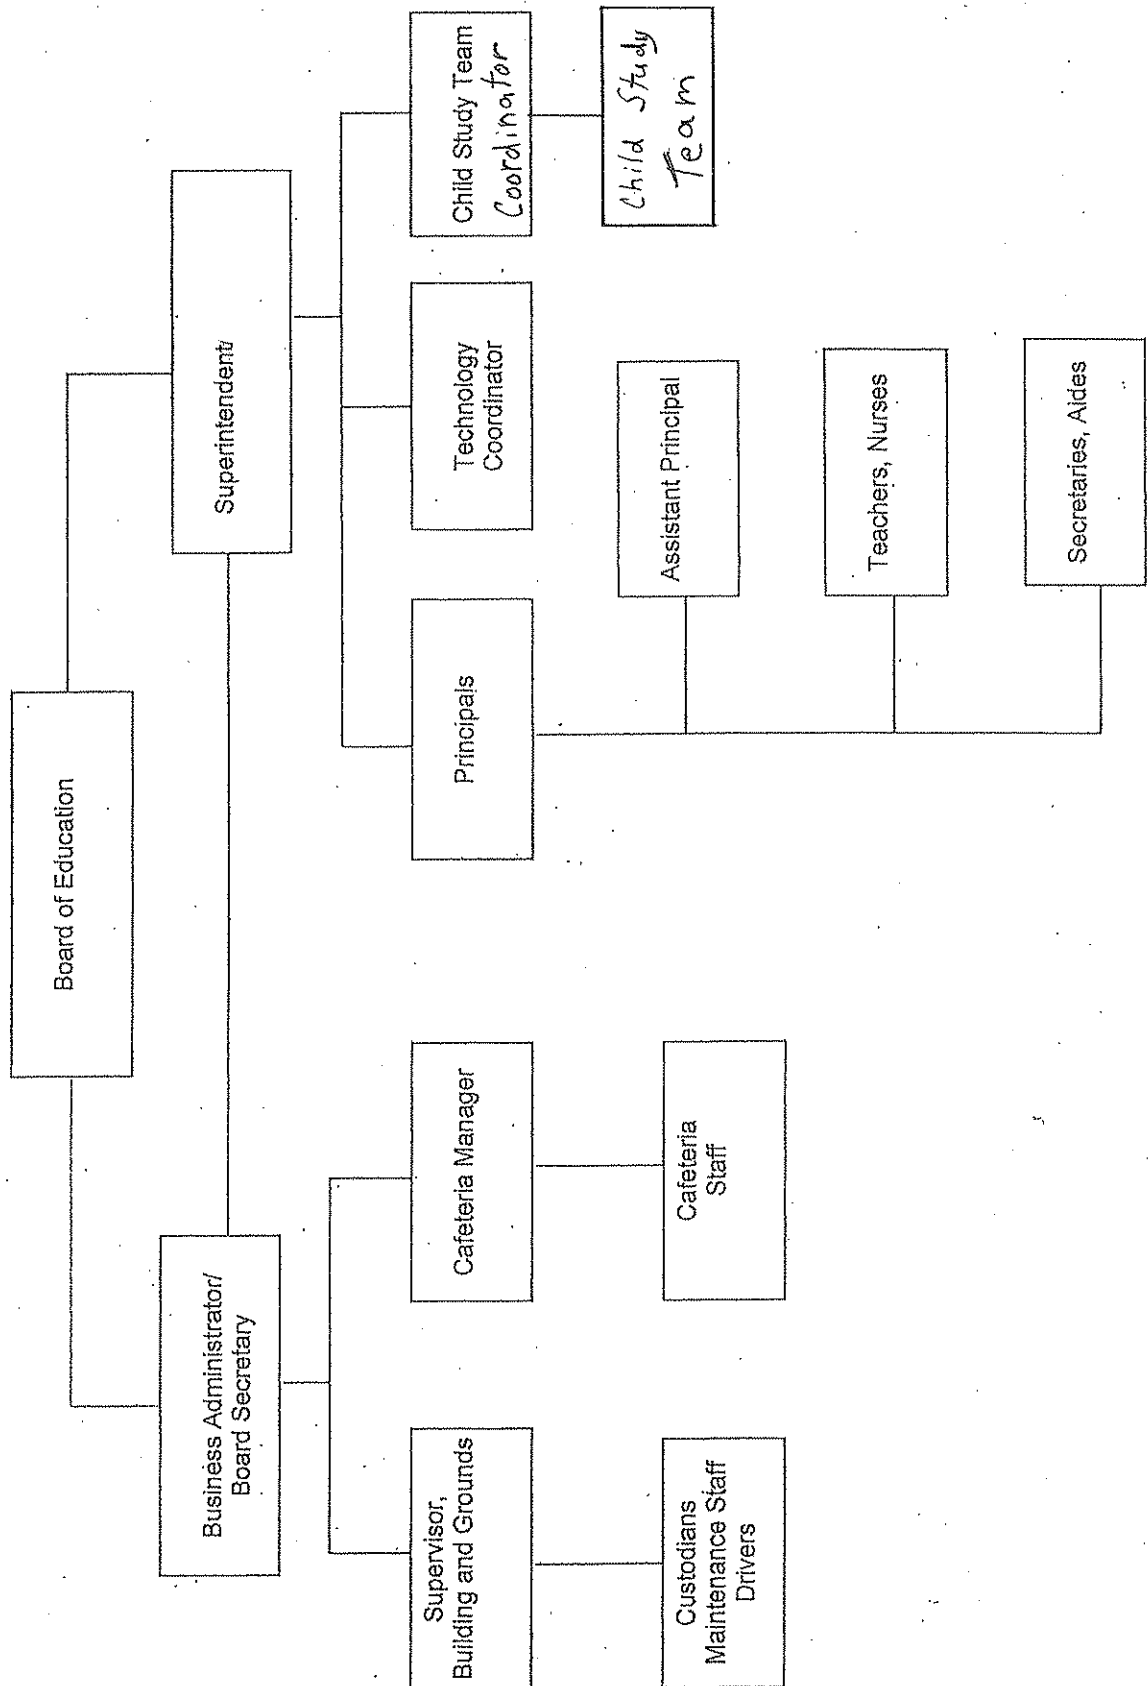 Board of Education
Business Administrator/
Board Secretary
Superintendent/
Supervisor,
Building and Grounds
Cafeteria Manager
Principals
Technology
Coordinator
Child Study Team
Coordinator
Custodians
Maintenance Staff
Drivers
Cafeteria
Staff
Assistant Principal
Child Study
Team
Teachers, Nurses
Secretaries, Aides